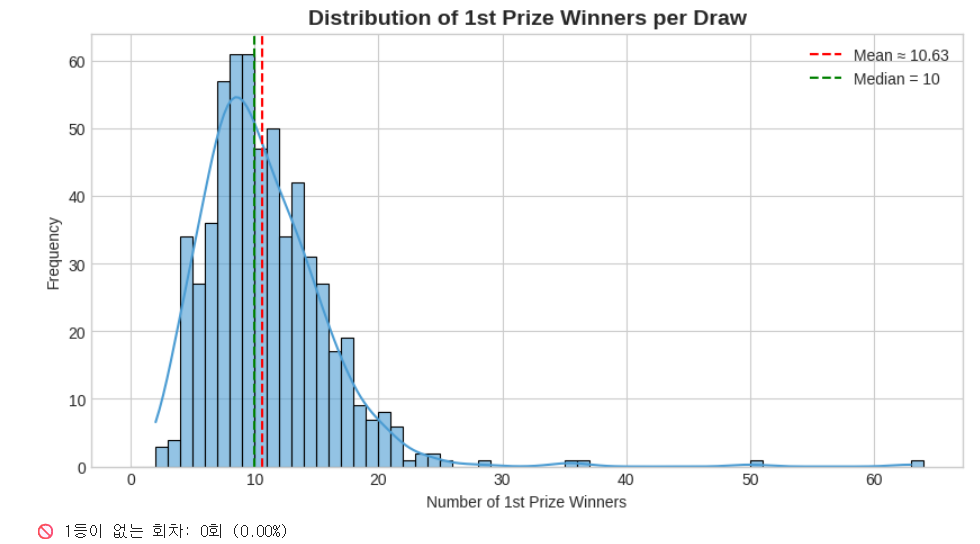 Distribution of 1st Prize Winners per Draw
Mean ≈ 10.63
Median = 10
Frequency
60
50
40
30
20
10
0
0 10 20 30 40 50 60
Number of 1st Prize Winners
🚫 1등이 없는 회차: 0회 (0.00%)